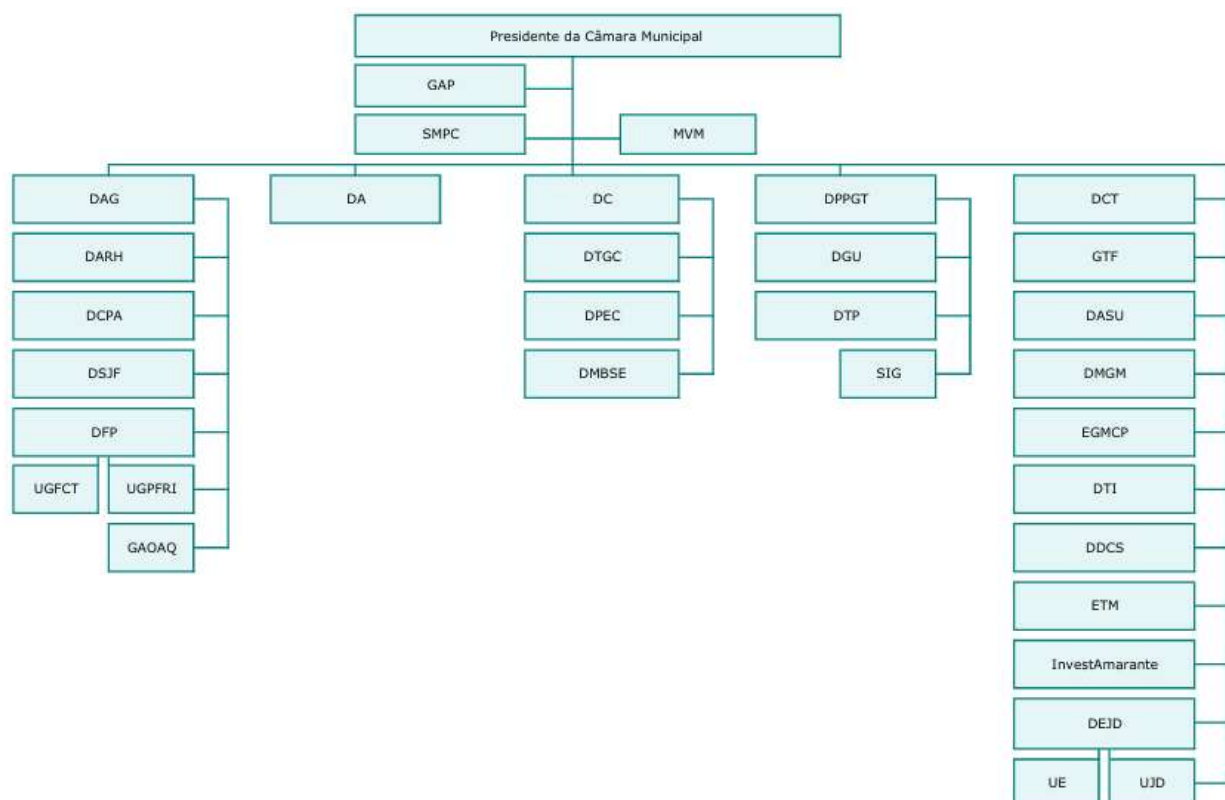 Presidente da Câmara Municipal
GAP
SMPC
MVM
DAG
DA
DC
DPPGT
DCT
DARH
DTGC
DGU
GTF
DCPA
DPEC
DTP
DASU
DSJF
DMBSE
SIG
DMGM
DFP
EGMCP
UGFCT
UGPFRI
DTI
GAOAQ
DDCS
ETM
InvestAmarante
DEJD
UE
UJD